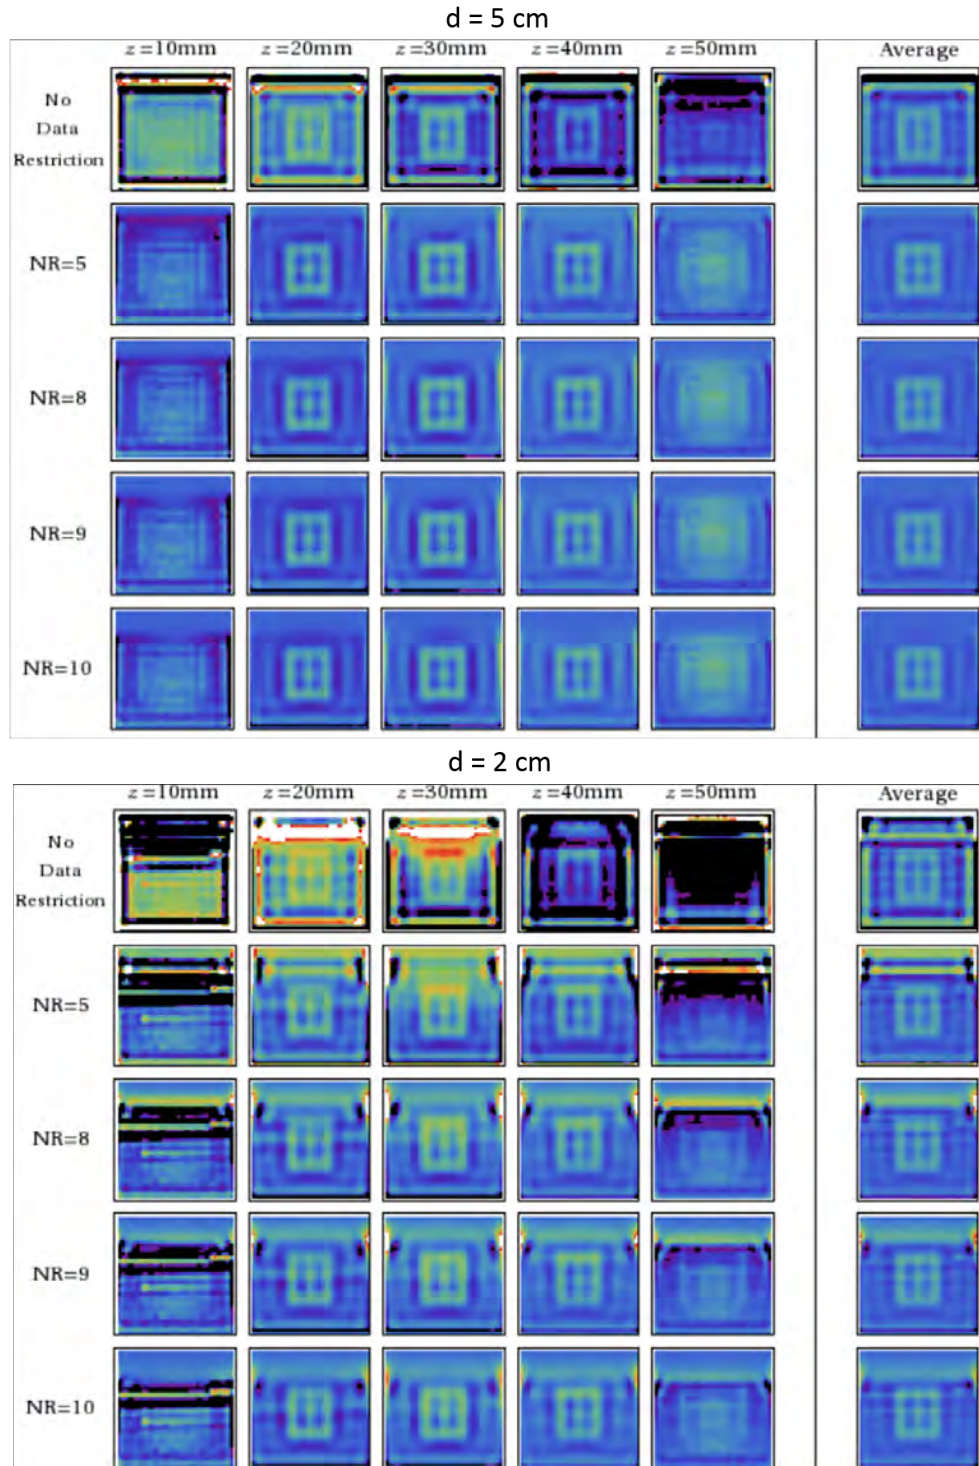 d = 5 cm
z=10mm z=20mm z=30mm z=40mm z=50mm Average
No
Data
Restriction
NR=5
NR=8
NR=9
NR=10
d = 2 cm
z=10mm z=20mm z=30mm z=40mm z=50mm Average
No
Data
Restriction
NR=5
NR=8
NR=9
NR=10